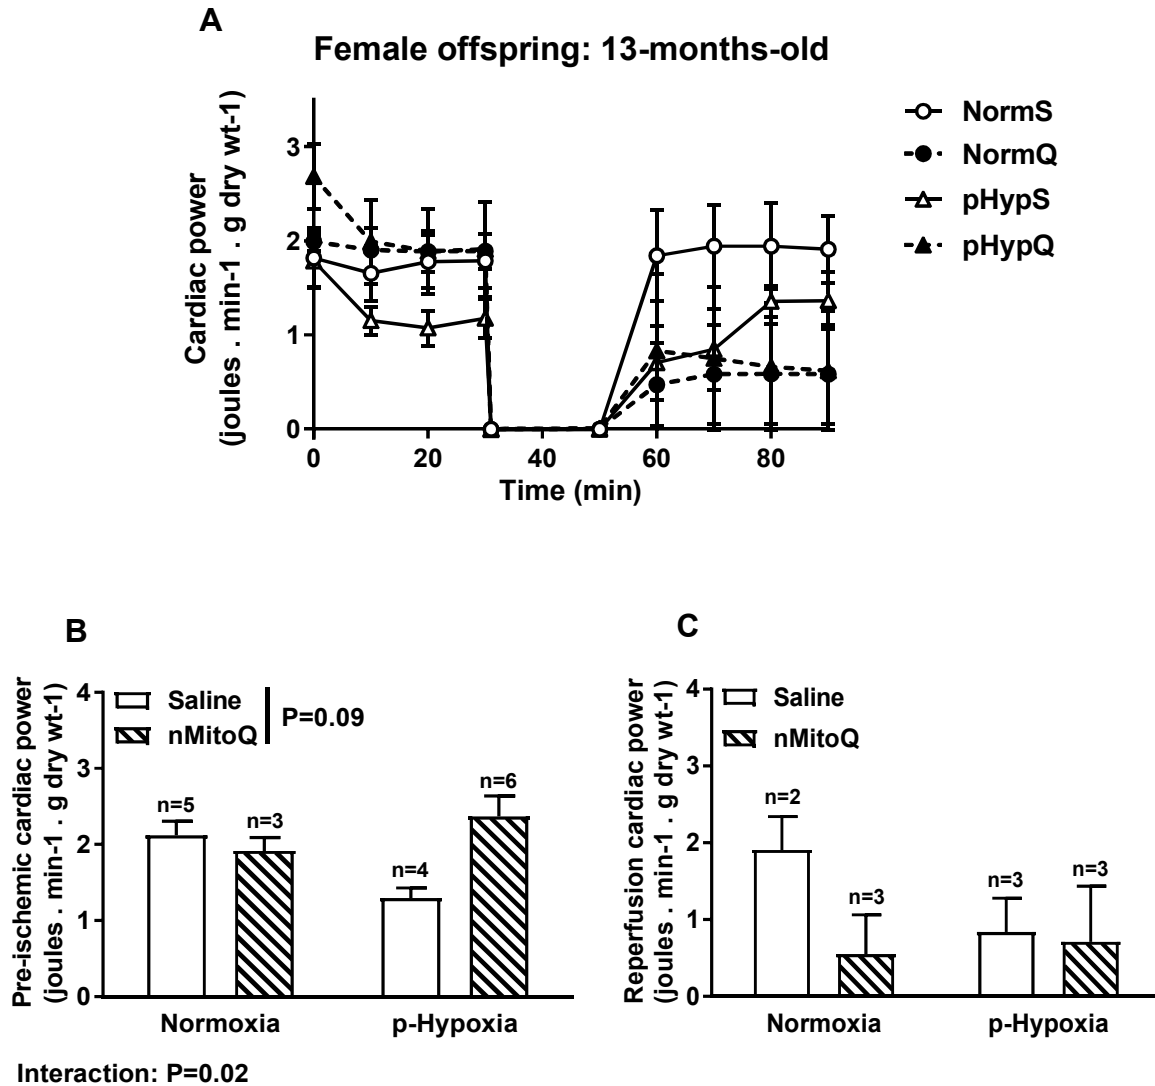 A
Female offspring: 13-months-old
Cardiac power
(joules . min-1 . g dry wt-1)
3
2
1
0
0 20 40 60 80
Time (min)
NormS
NormQ
pHypS
pHypQ
B
Pre-ischemic cardiac power
(joules . min-1 . g dry wt-1)
4
3
2
1
0
Saline
nMitoQ
P=0.09
n=5
n=3
n=4
n=6
Normoxia p-Hypoxia
Interaction: P=0.02
C
Reperfusion cardiac power
(joules . min-1 . g dry wt-1)
4
3
2
1
0
Saline
nMitoQ
n=2
n=3
n=3
n=3
Normoxia p-Hypoxia